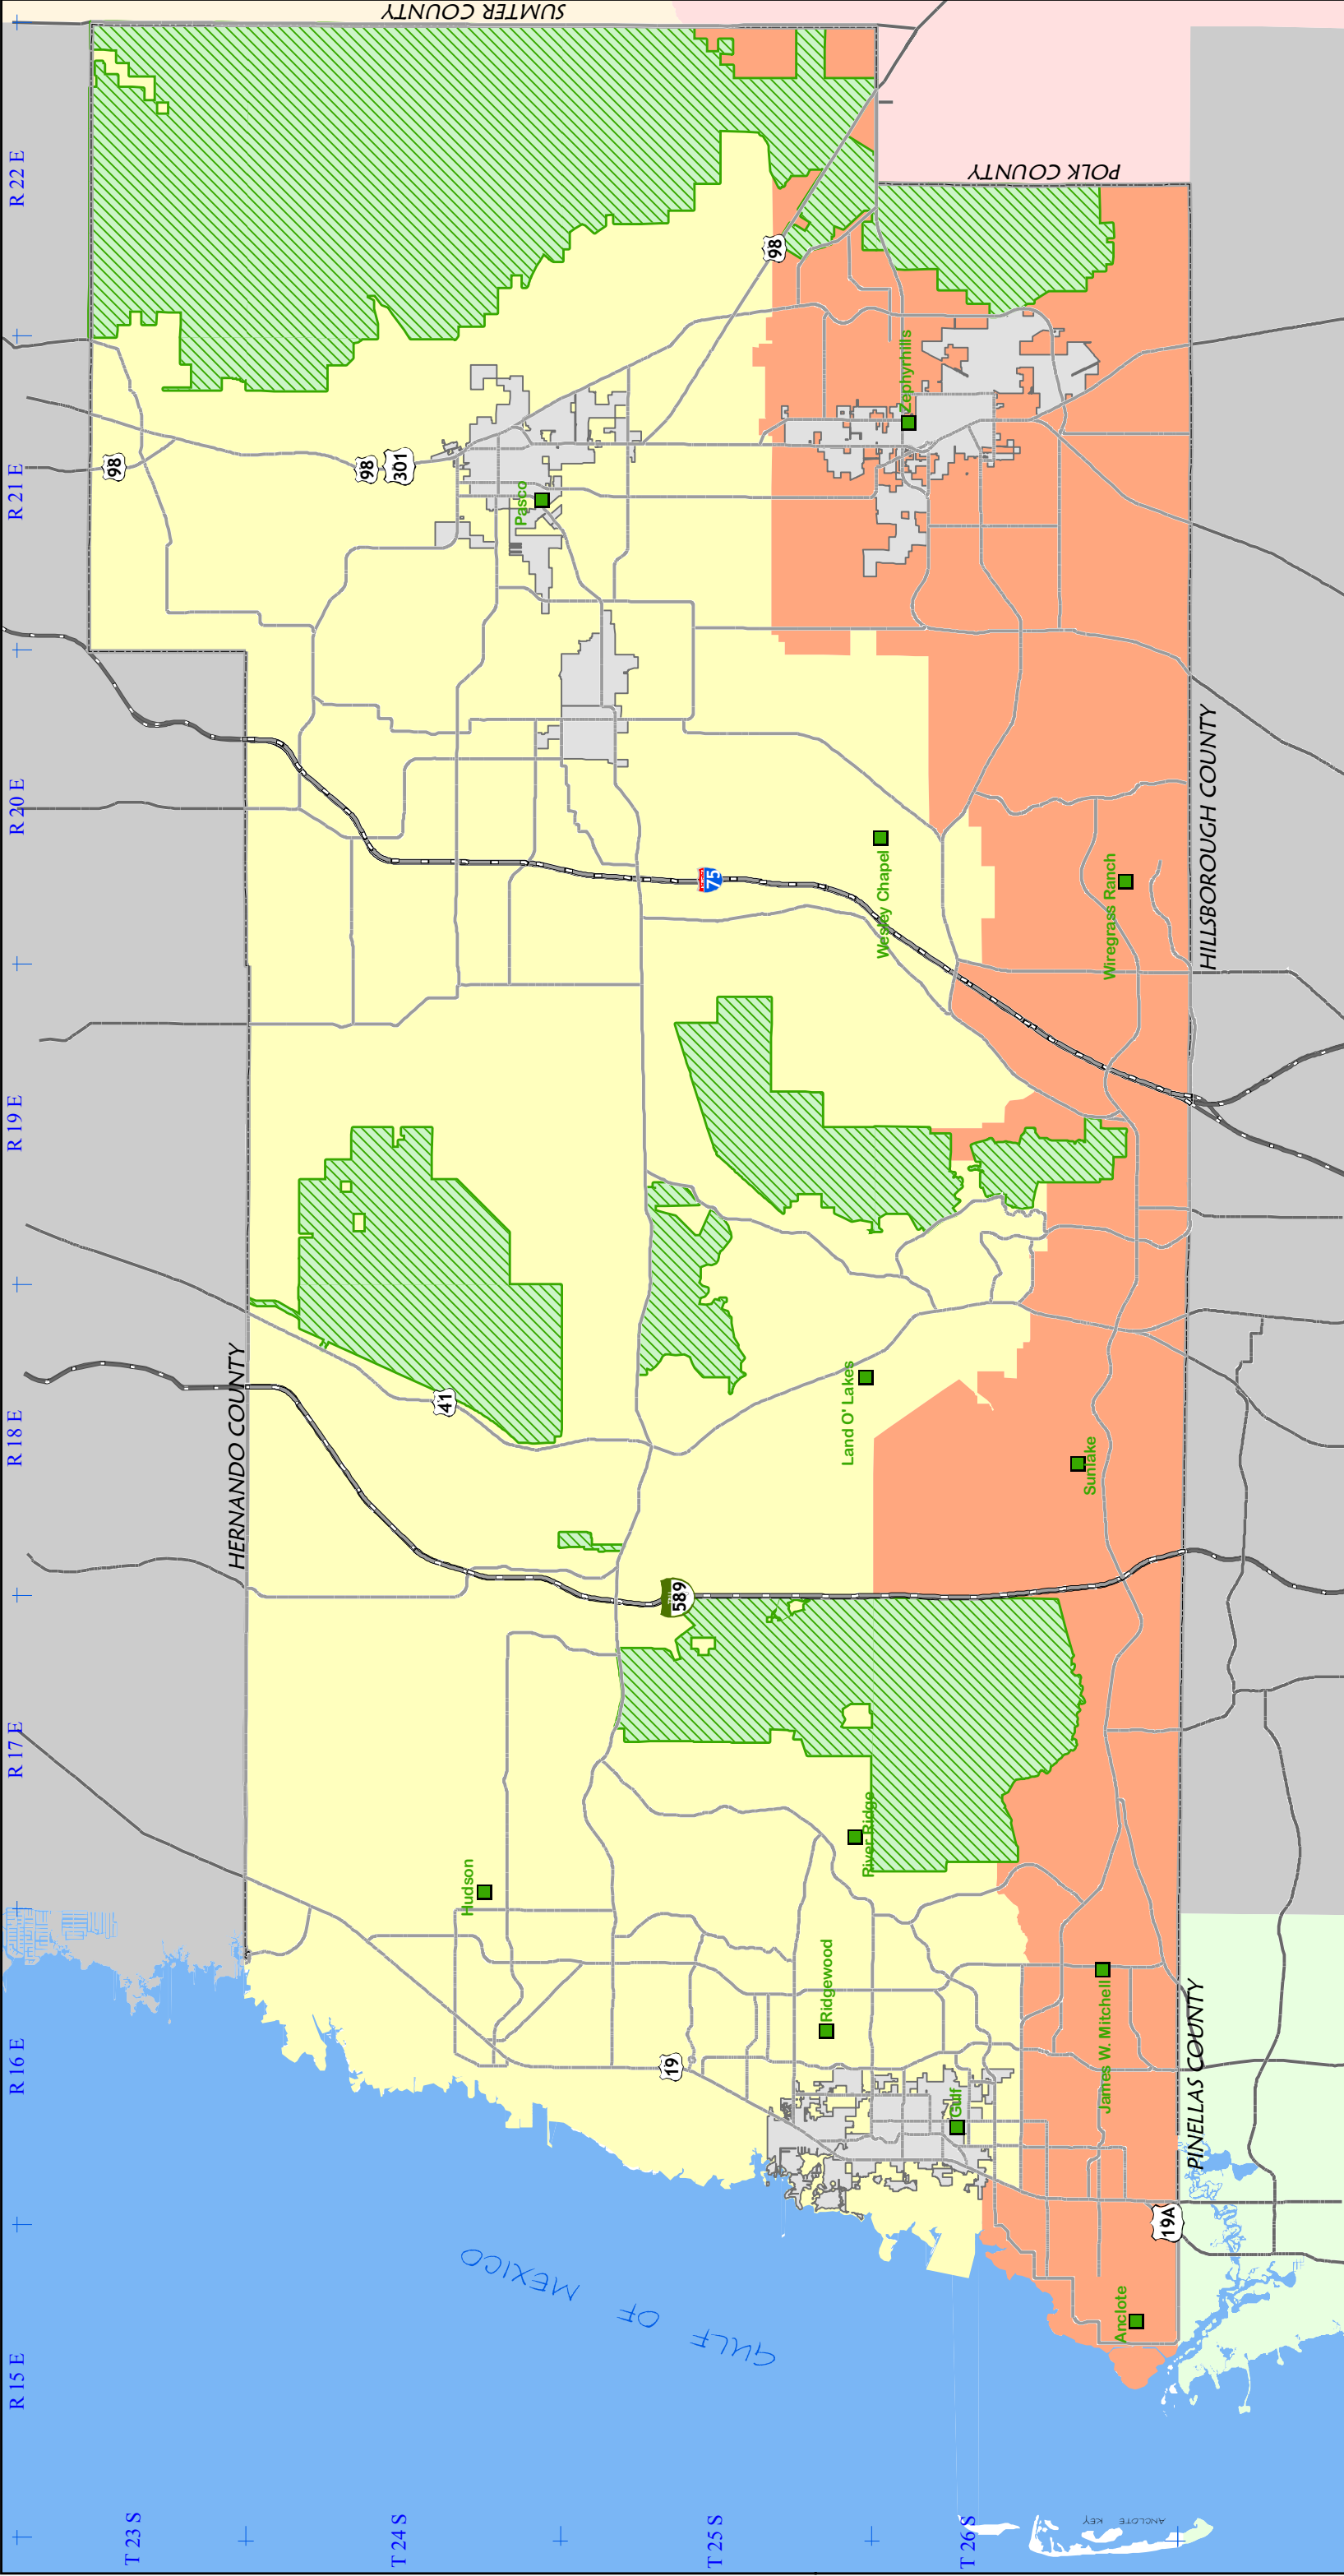 R 15 E
R 16 E
R 17 E
R 18 E
R 19 E
R 20 E
R 21 E
R 22 E
T 23 S
T 24 S
T 25 S
T 26 S
HERNANDO COUNTY
SUMTER COUNTY
POLK COUNTY
HILLSBOROUGH COUNTY
PINELLAS COUNTY
GULF OF MEXICO
ANCLOTE KEY
98
98
301
98
75
41
589
19
19A
Hudson
River Ridge
Ridgewood
Gulf
James W. Mitchell
Anclote
Land O' Lakes
Sunlake
Wesley Chapel
Wiregrass Ranch
Pasco
Zephyrhills